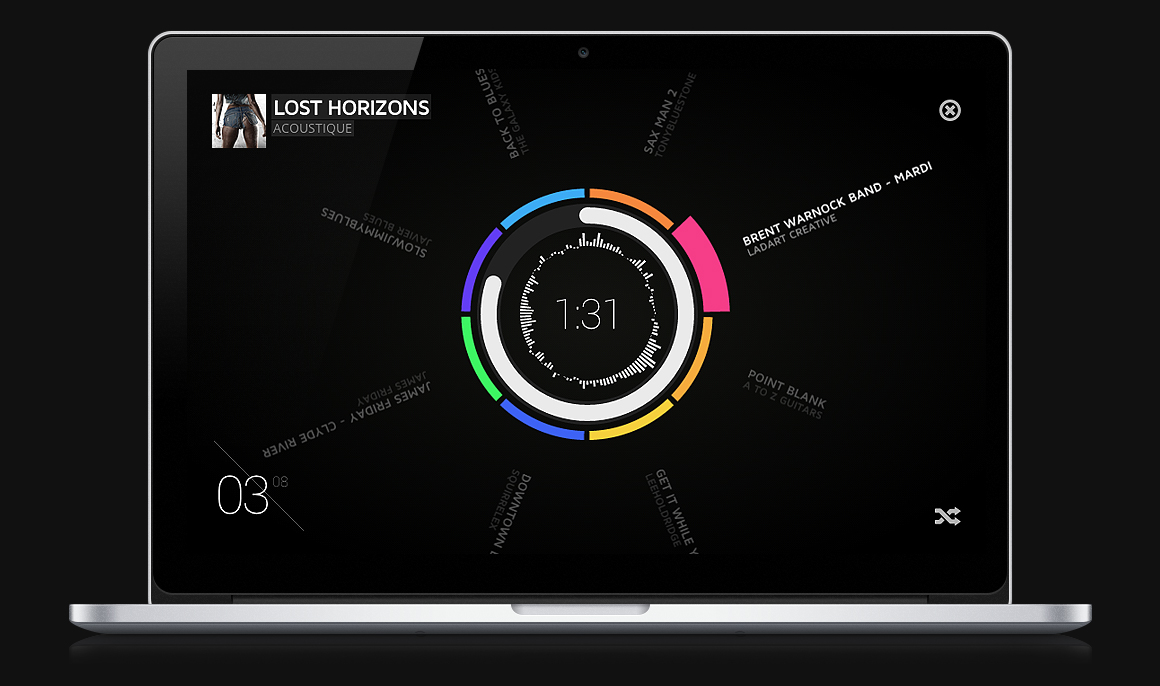 LOST HORIZONS
ACOUSTIQUE
BACK TO BLUES
THE GALAXY KIDS
SAX MAN 2
TONYBLUESTONE
BRENT WARNOCK BAND - MARDI
LADART CREATIVE
SLOWJIMMYBLUES
JAVIER BLUES
1:31
POINT BLANK
A TO Z GUITARS
JAMES FRIDAY - CLYDE RIVER
JAMES FRIDAY
GET IT WHILE Y
LEEHOLDRIDGE
DOWNTOWN
SQUIRRELEX
03 08